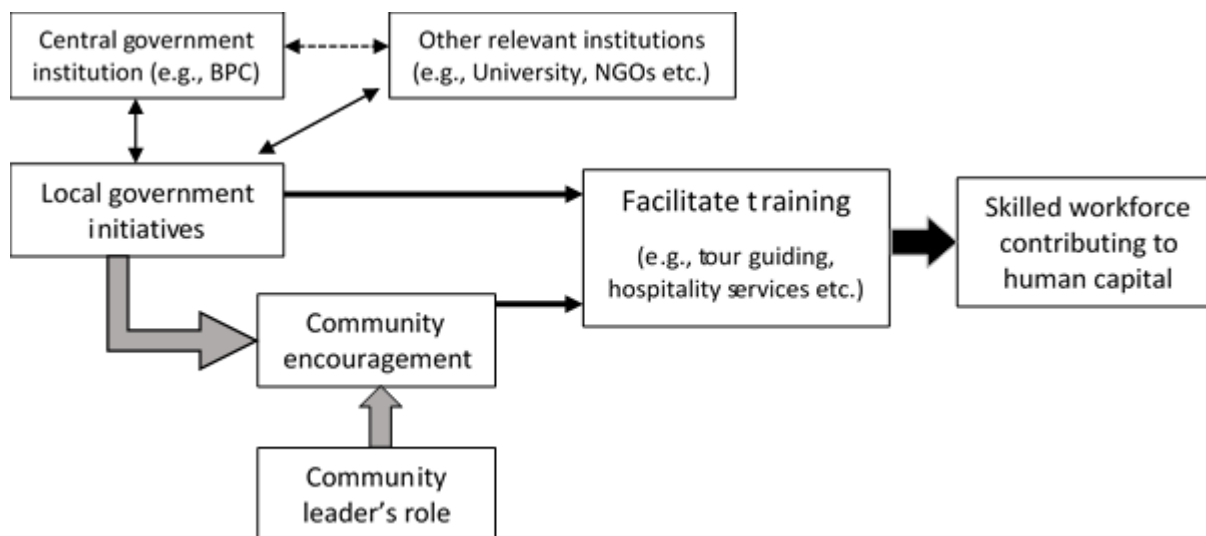 Central government
institution (e.g., BPC)
Other relevant institutions
(e.g., University, NGOs etc.)
Local government
initiatives
Facilitate training
(e.g., tour guiding,
hospitality services etc.)
Skilled workforce
contributing to
human capital
Community
encouragement
Community
leader's role